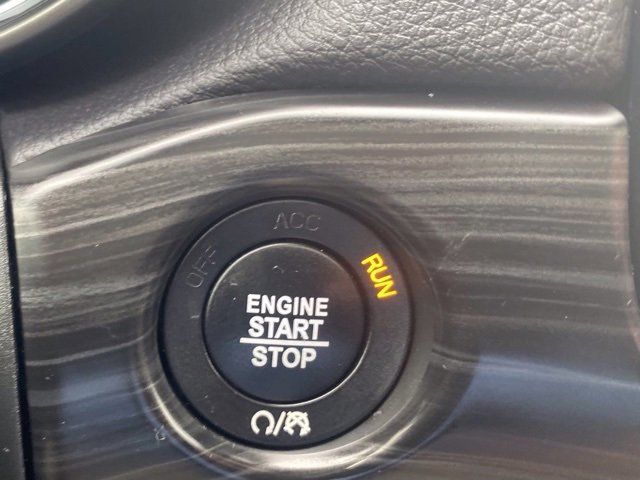 ACC
OFF
RUN
ENGINE
START
STOP